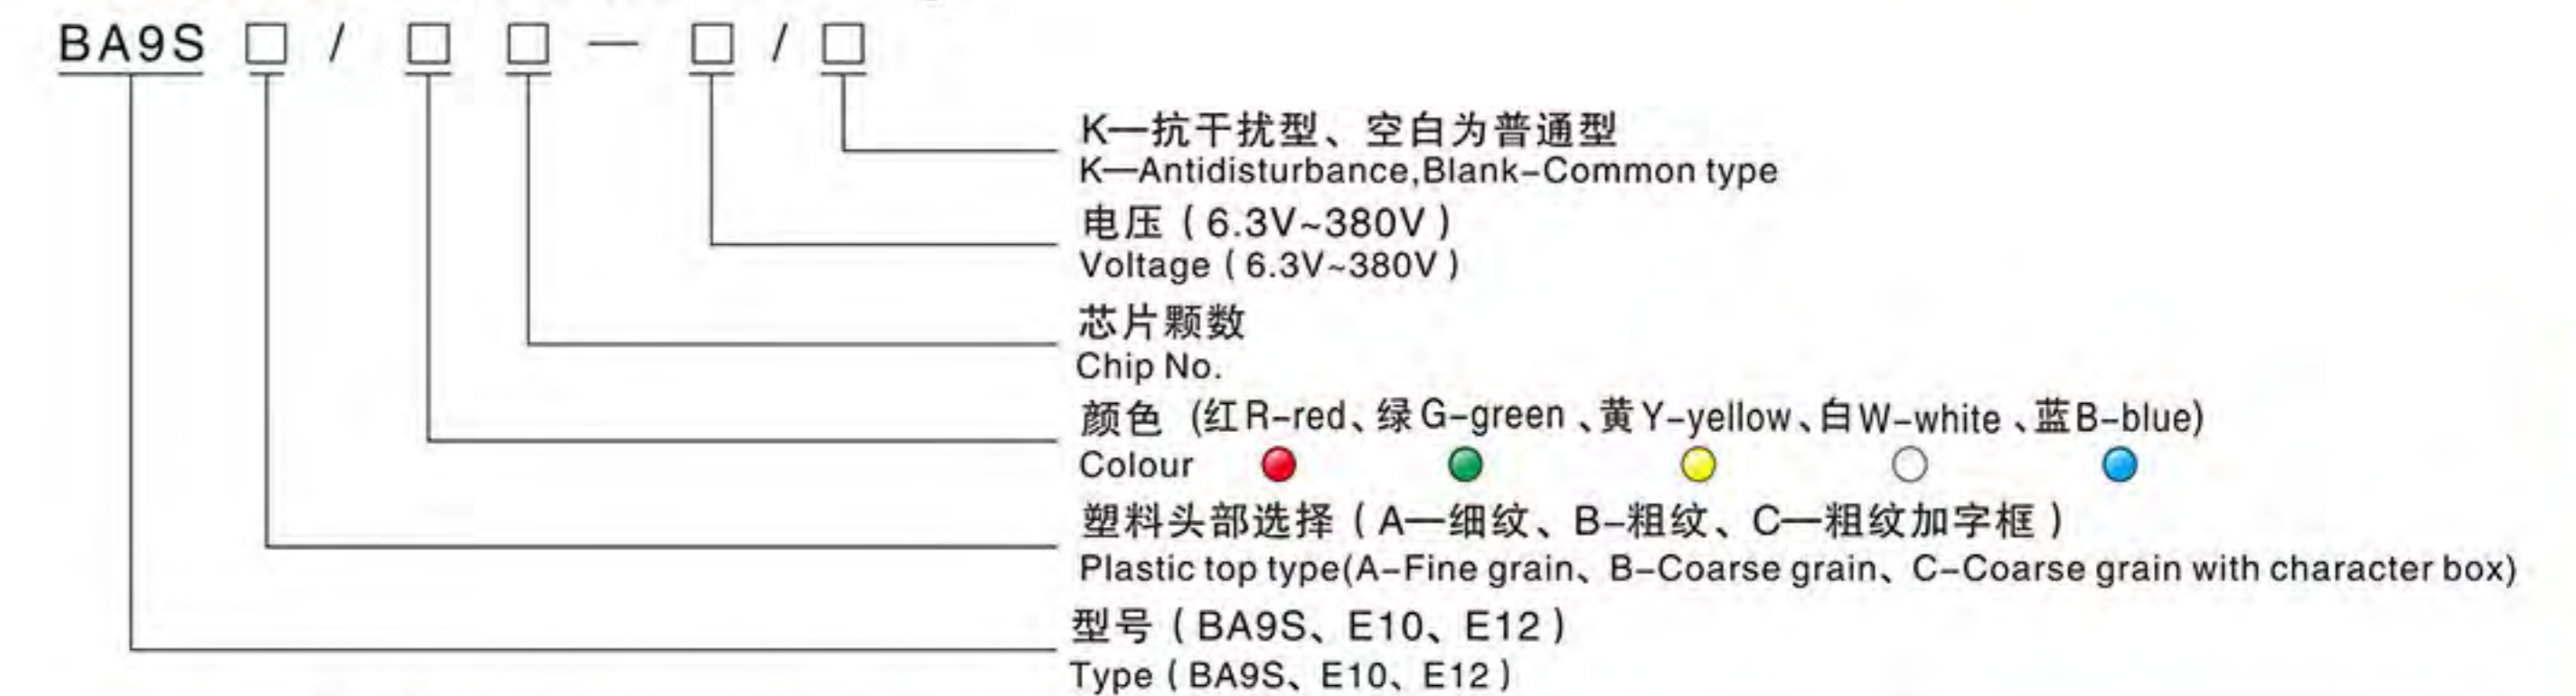 BA9S □ / □ □ — □ / □
K—抗干扰型、空白为普通型
K—Antidisturbance,Blank–Common type
电压 ( 6.3V~380V )
Voltage ( 6.3V~380V )
芯片颗数
Chip No.
颜色 (红R–red、绿G–green、黄Y–yellow、白W–white、蓝B–blue)
Colour
塑料头部选择 ( A—细纹、B–粗纹、C—粗纹加字框 )
Plastic top type(A–Fine grain、B–Coarse grain、C–Coarse grain with character box)
型号 ( BA9S、E10、E12 )
Type ( BA9S、E10、E12 )